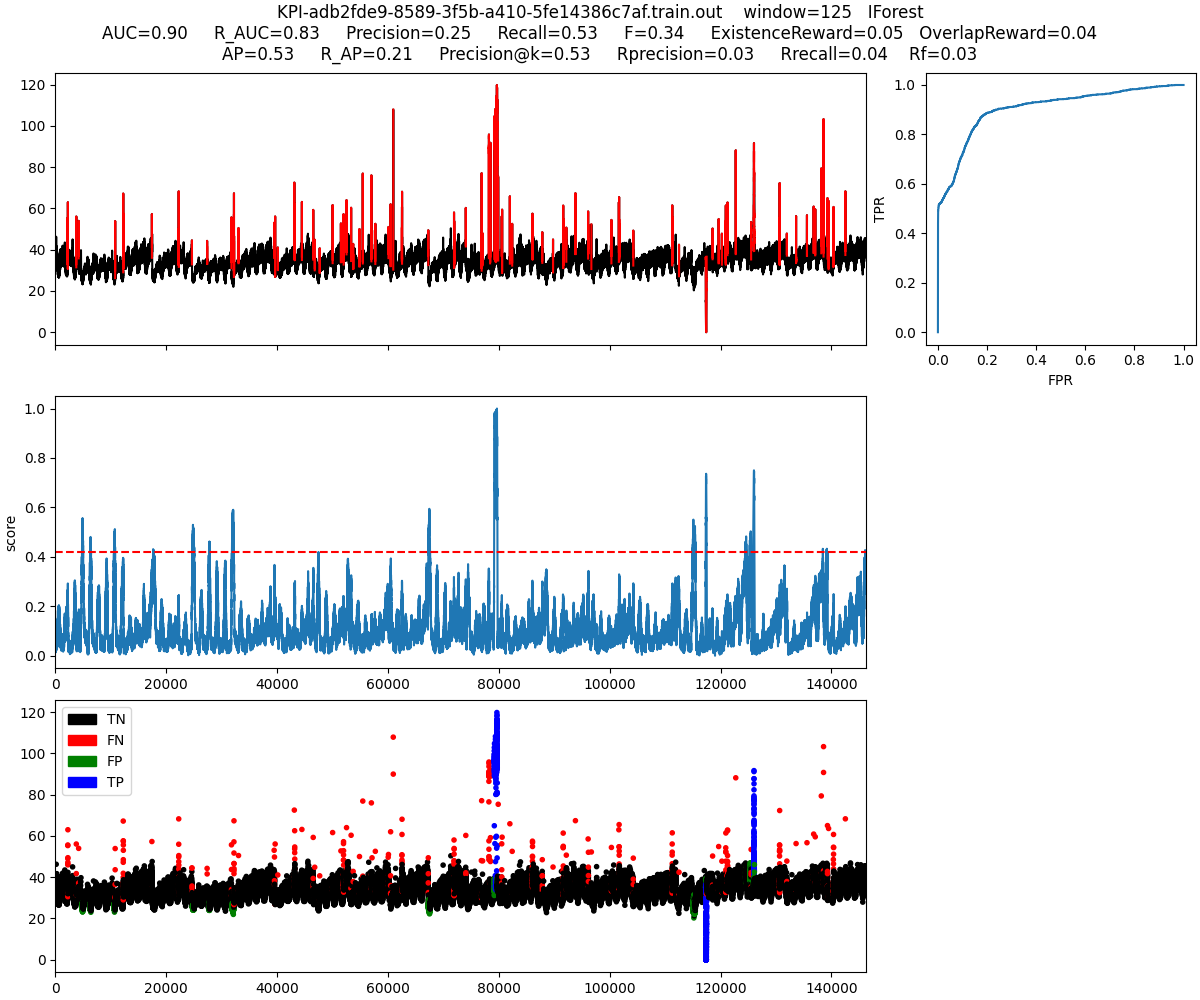 KPI-adb2fde9-8589-3f5b-a410-5fe14386c7af.train.out window=125 IForest
AUC=0.90 R_AUC=0.83 Precision=0.25 Recall=0.53 F=0.34 ExistenceReward=0.05 OverlapReward=0.04
AP=0.53 R_AP=0.21 Precision@k=0.53 Rprecision=0.03 Rrecall=0.04 Rf=0.03
120
100
80
60
40
20
0
1.0
0.8
0.6
0.4
0.2
0.0
TPR
0.0 0.2 0.4 0.6 0.8 1.0
FPR
1.0
0.8
0.6
0.4
0.2
0.0
score
0 20000 40000 60000 80000 100000 120000 140000
120
100
80
60
40
20
0
TN
FN
FP
TP
0 20000 40000 60000 80000 100000 120000 140000